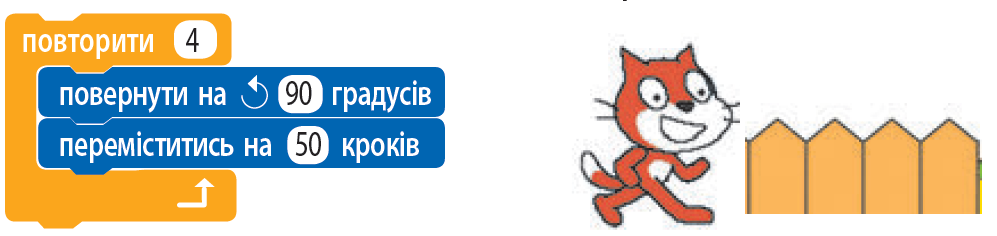 повторити 4
повернути на 90 градусів
переміститись на 50 кроків